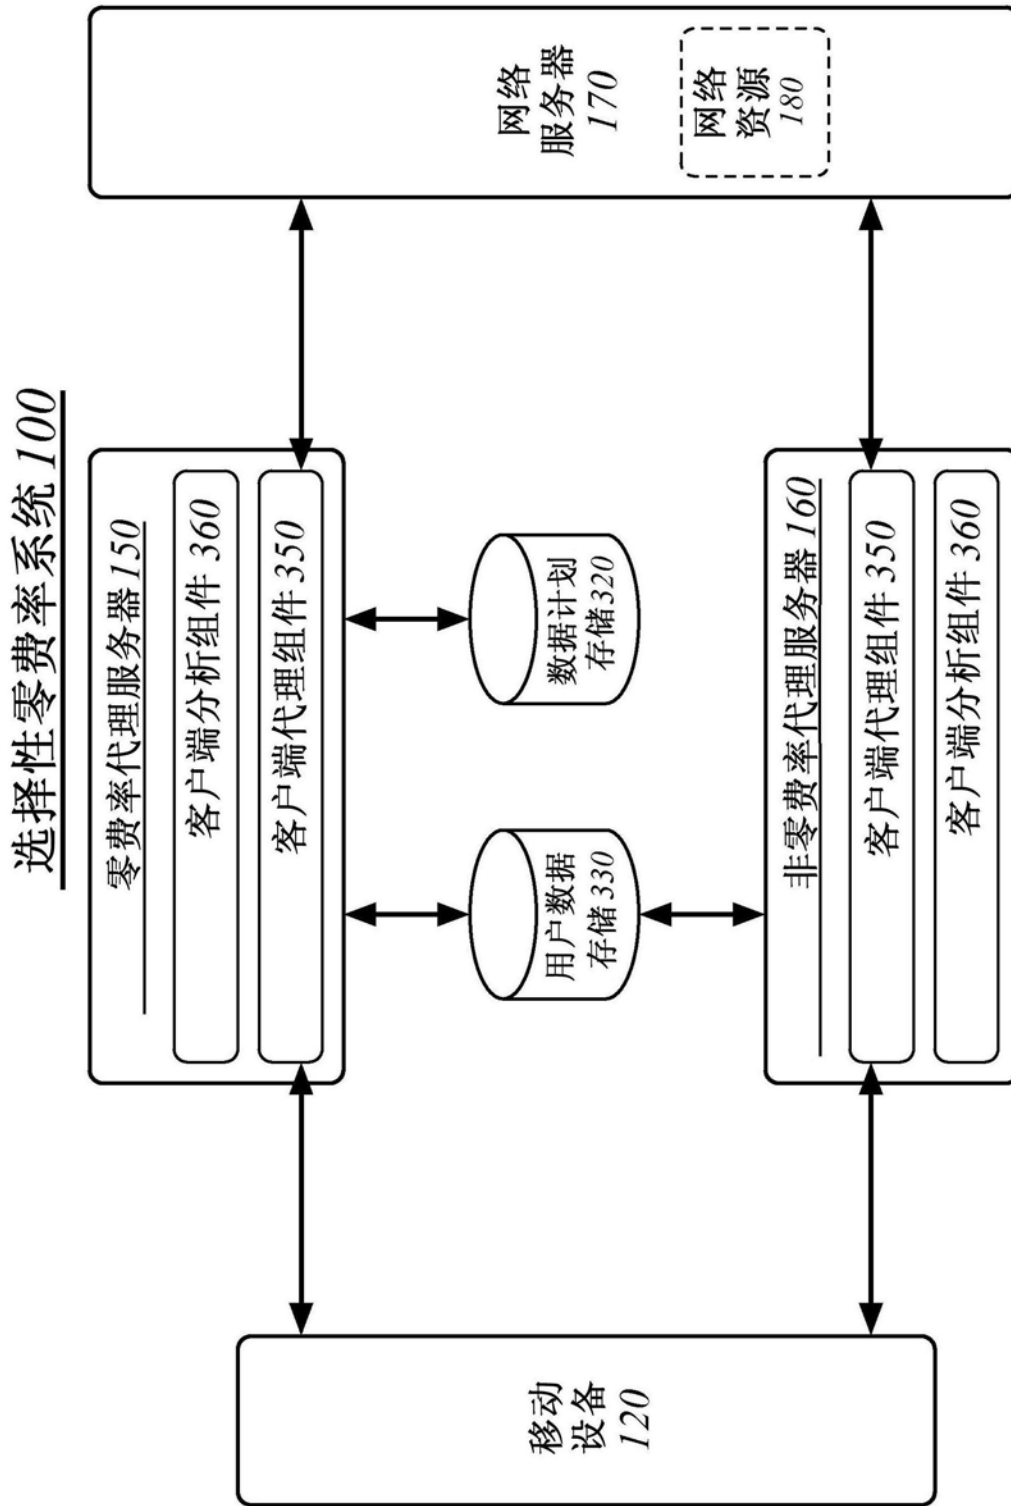 选择性零费率系统 100
移动
设备
120
零费率代理服务器 150
客户端分析组件 360
客户端代理组件 350
用户数据
存储 330
数据计划
存储 320
非零费率代理服务器 160
客户端代理组件 350
客户端分析组件 360
网络
服务器
170
网络
资源
180